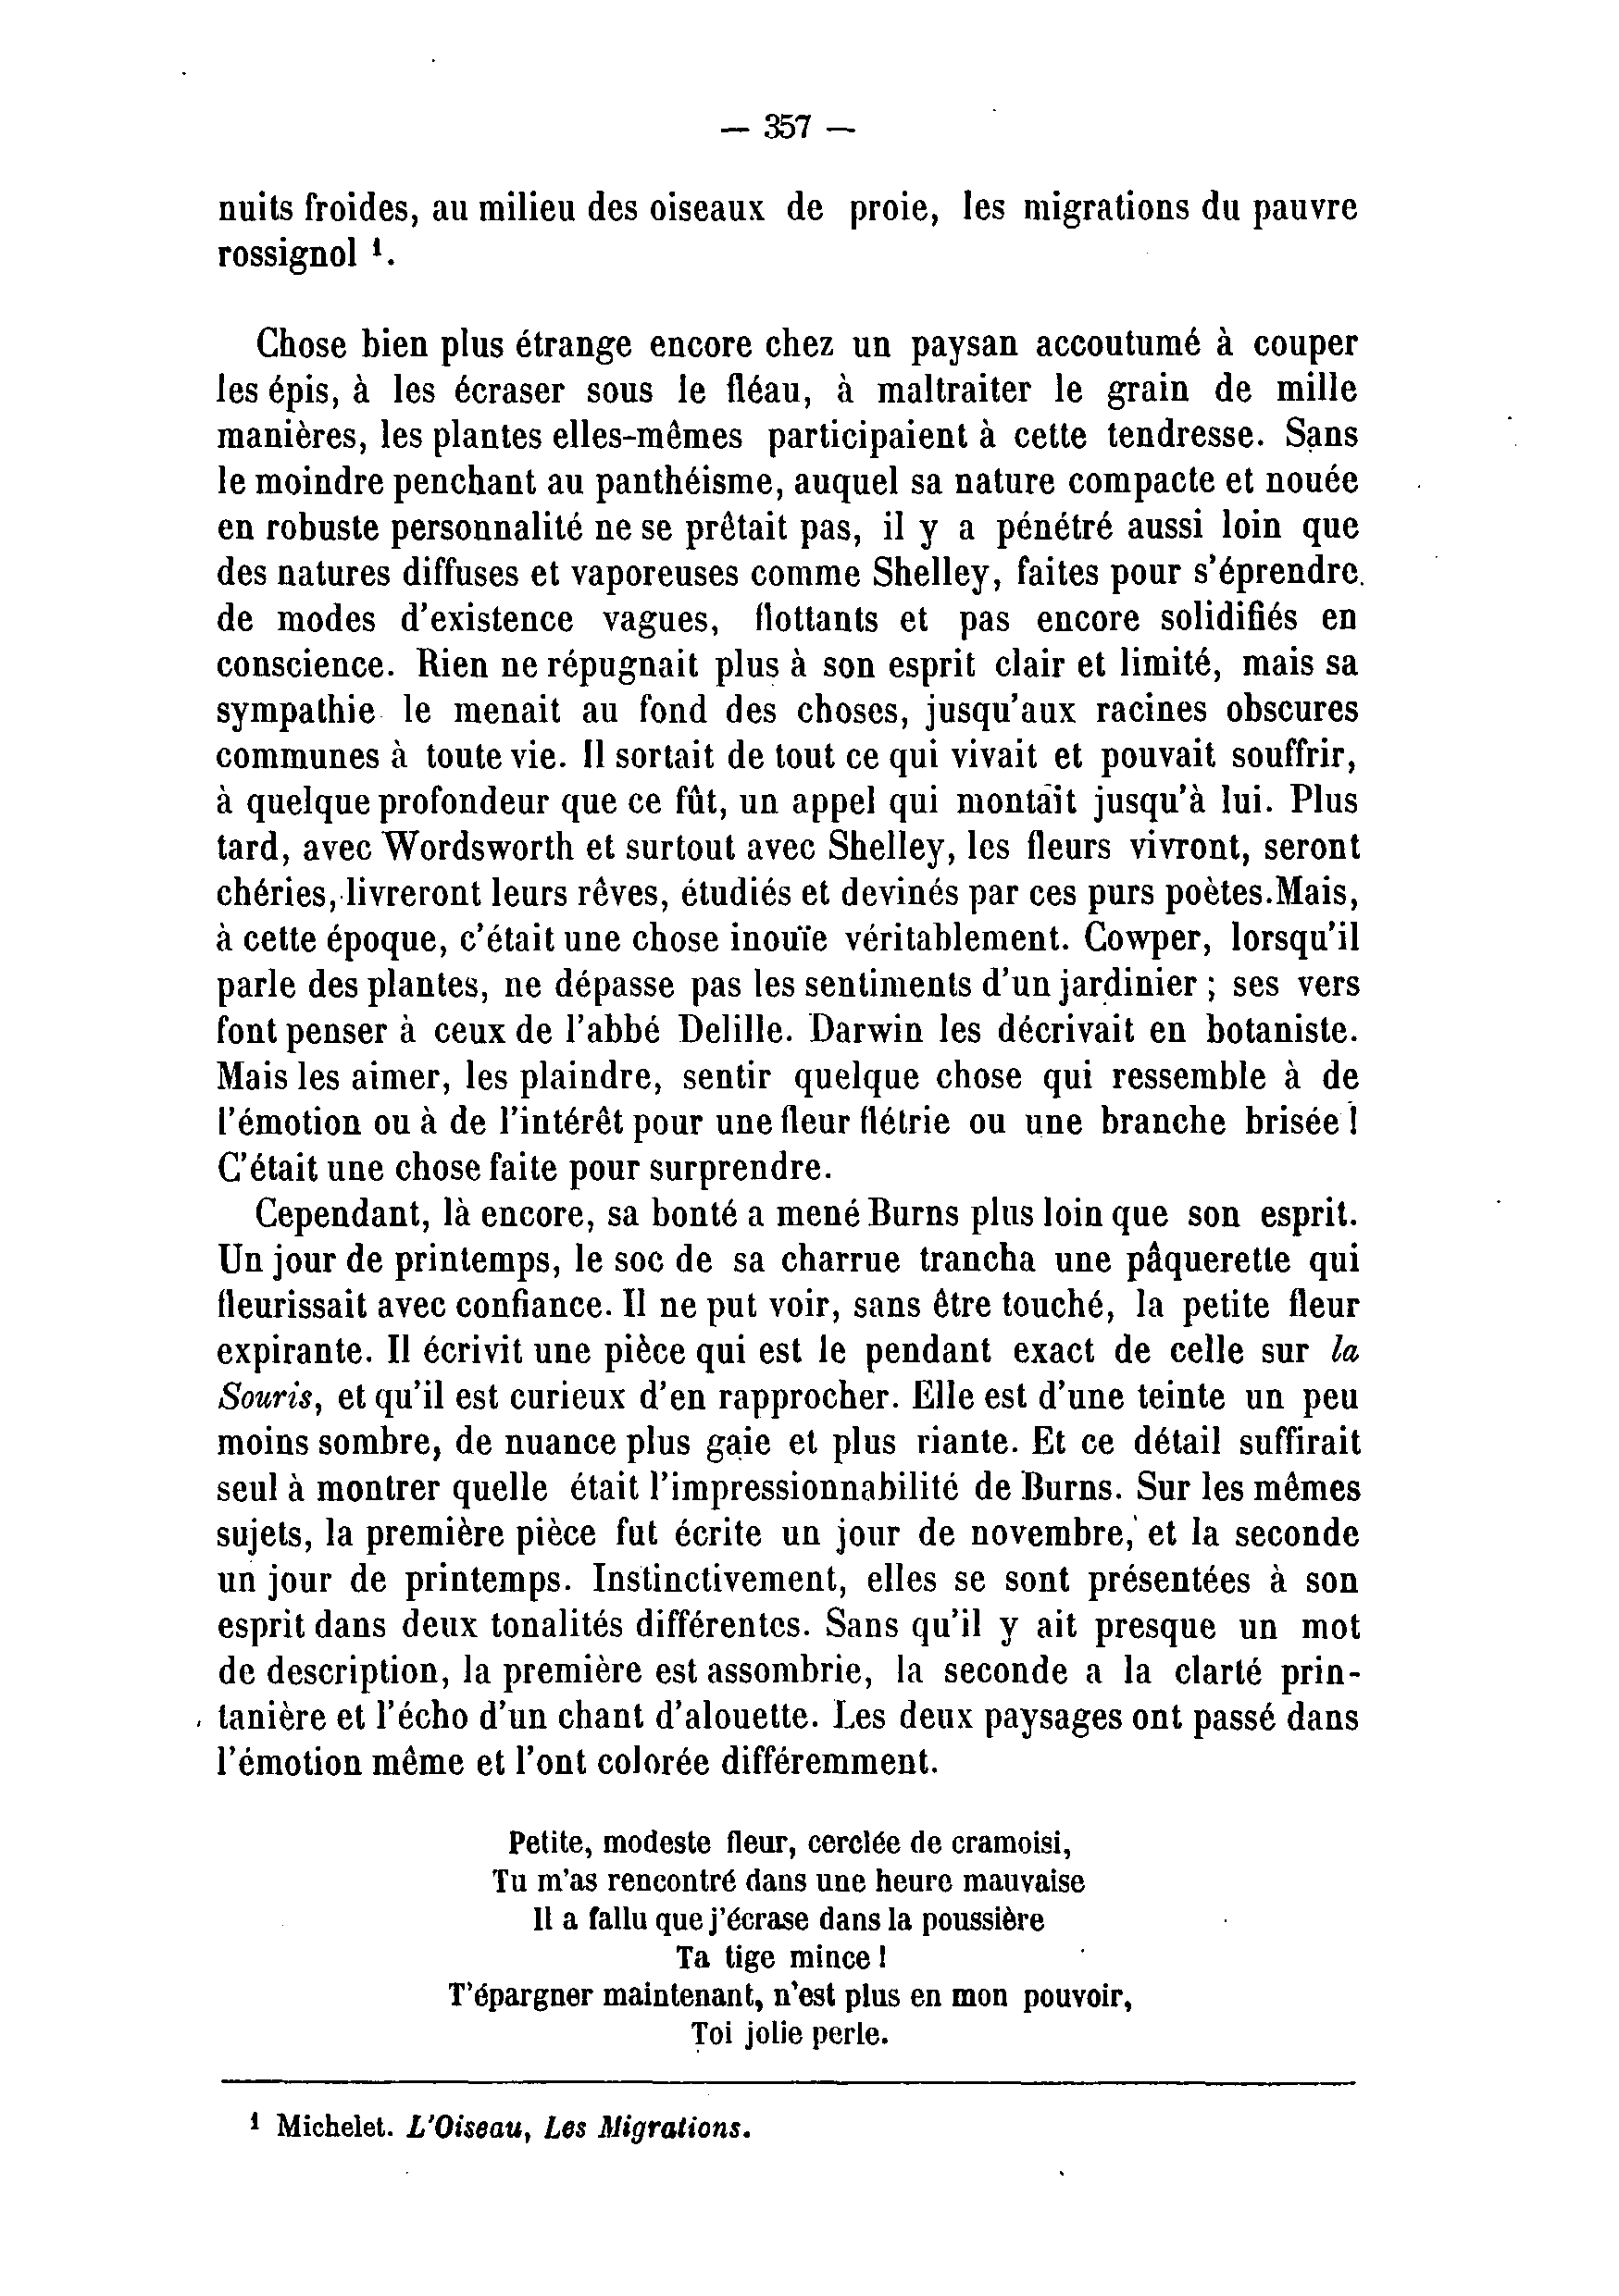 — 357 —
nuits froides, au milieu des oiseaux de proie, les migrations du pauvre
rossignol ¹.
Chose bien plus étrange encore chez un paysan accoutumé à couper
les épis, à les écraser sous le fléau, à maltraiter le grain de mille
manières, les plantes elles-mêmes participaient à cette tendresse. Sans
le moindre penchant au panthéisme, auquel sa nature compacte et nouée
en robuste personnalité ne se prêtait pas, il y a pénétré aussi loin que
des natures diffuses et vaporeuses comme Shelley, faites pour s'éprendre
de modes d'existence vagues, flottants et pas encore solidifiés en
conscience. Rien ne répugnait plus à son esprit clair et limité, mais sa
sympathie le menait au fond des choses, jusqu'aux racines obscures
communes à toute vie. Il sortait de tout ce qui vivait et pouvait souffrir,
à quelque profondeur que ce fût, un appel qui montait jusqu'à lui. Plus
tard, avec Wordsworth et surtout avec Shelley, les fleurs vivront, seront
chéries, livreront leurs rêves, étudiés et devinés par ces purs poètes. Mais,
à cette époque, c'était une chose inouïe véritablement. Cowper, lorsqu'il
parle des plantes, ne dépasse pas les sentiments d'un jardinier ; ses vers
font penser à ceux de l'abbé Delille. Darwin les décrivait en botaniste.
Mais les aimer, les plaindre, sentir quelque chose qui ressemble à de
l'émotion ou à de l'intérêt pour une fleur flétrie ou une branche brisée !
C'était une chose faite pour surprendre.
Cependant, là encore, sa bonté a mené Burns plus loin que son esprit.
Un jour de printemps, le soc de sa charrue trancha une pâquerette qui
fleurissait avec confiance. Il ne put voir, sans être touché, la petite fleur
expirante. Il écrivit une pièce qui est le pendant exact de celle sur la
Souris, et qu'il est curieux d'en rapprocher. Elle est d'une teinte un peu
moins sombre, de nuance plus gaie et plus riante. Et ce détail suffirait
seul à montrer quelle était l'impressionnabilité de Burns. Sur les mêmes
sujets, la première pièce fut écrite un jour de novembre, et la seconde
un jour de printemps. Instinctivement, elles se sont présentées à son
esprit dans deux tonalités différentes. Sans qu'il y ait presque un mot
de description, la première est assombrie, la seconde a la clarté prin-
tanière et l'écho d'un chant d'alouette. Les deux paysages ont passé dans
l'émotion même et l'ont colorée différemment.
Petite, modeste fleur, cerclée de cramoisi,
Tu m'as rencontré dans une heure mauvaise
Il a fallu que j'écrase dans la poussière
Ta tige mince !
T'épargner maintenant, n'est plus en mon pouvoir,
Toi jolie perle.
¹ Michelet. L'Oiseau, Les Migrations.